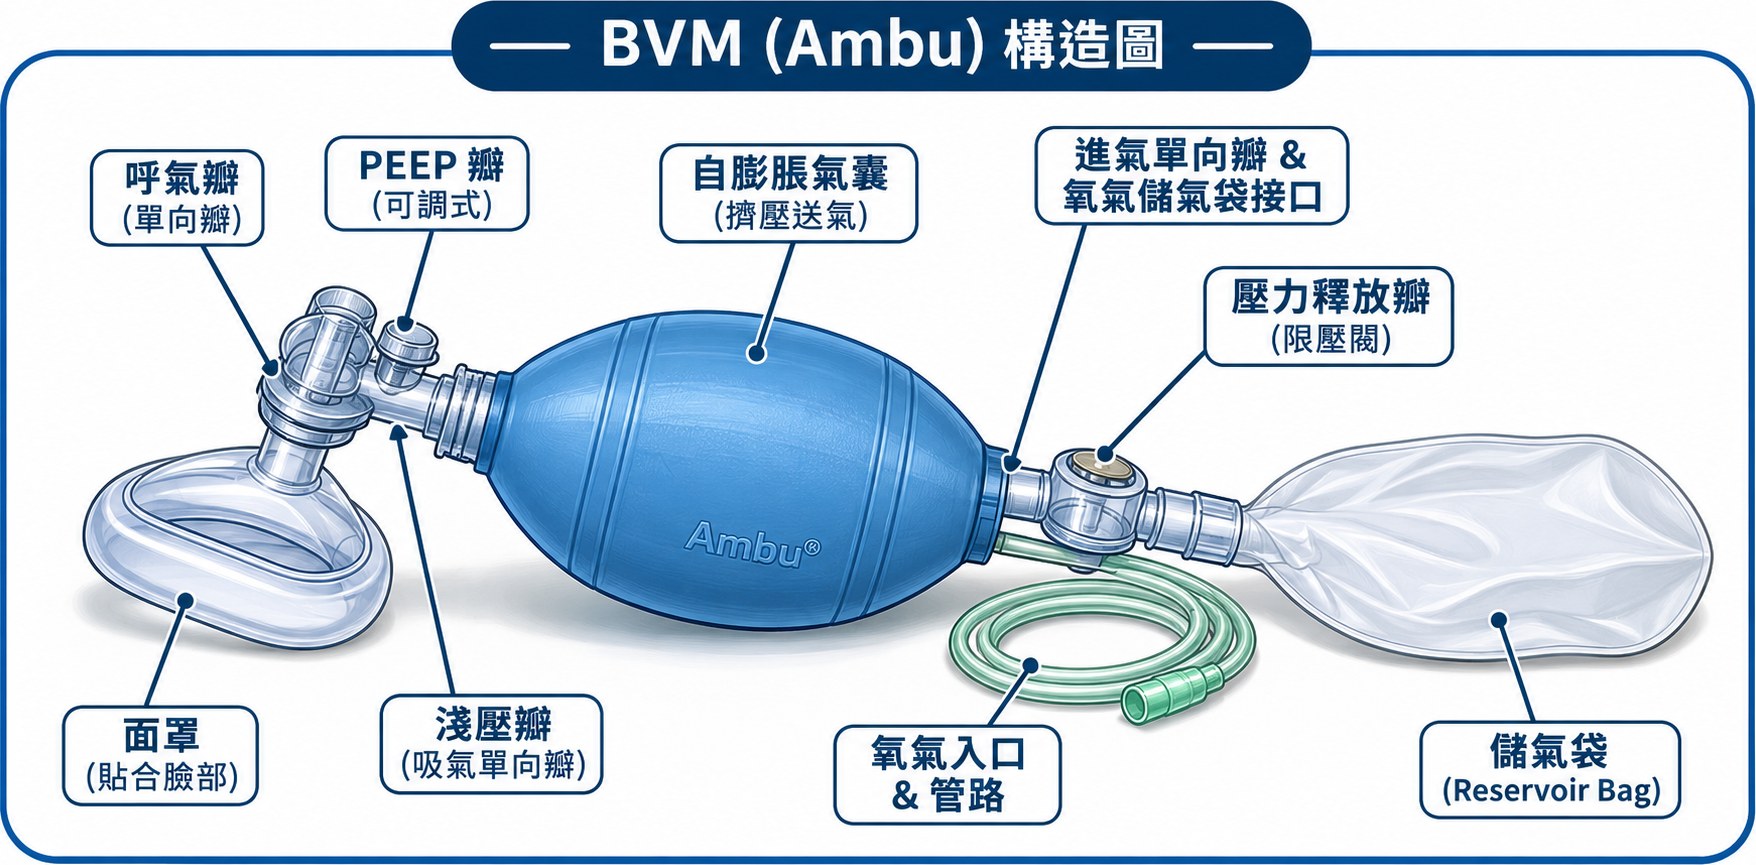 BVM (Ambu) 構造圖
呼氣瓣
(單向瓣)
PEEP 瓣
(可調式)
自膨脹氣囊
(擠壓送氣)
進氣單向瓣 &
氧氣儲氣袋接口
壓力釋放瓣
(限壓閥)
Ambu®
面罩
(貼合臉部)
淺壓瓣
(吸氣單向瓣)
氧氣入口
& 管路
儲氣袋
(Reservoir Bag)